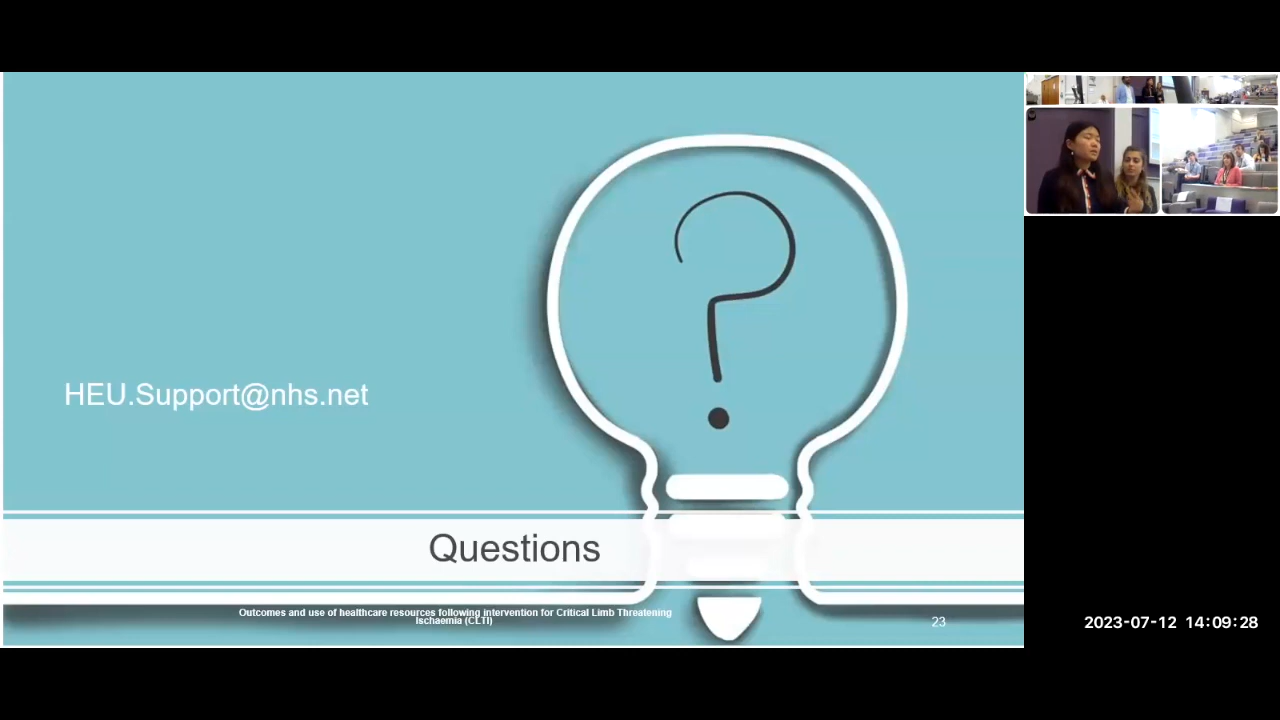 HEU.Support@nhs.net
Questions
Outcomes and use of healthcare resources following intervention for Critical Limb Threatening
Ischaemia (CLTI)
23
2023-07-12 14:09:28